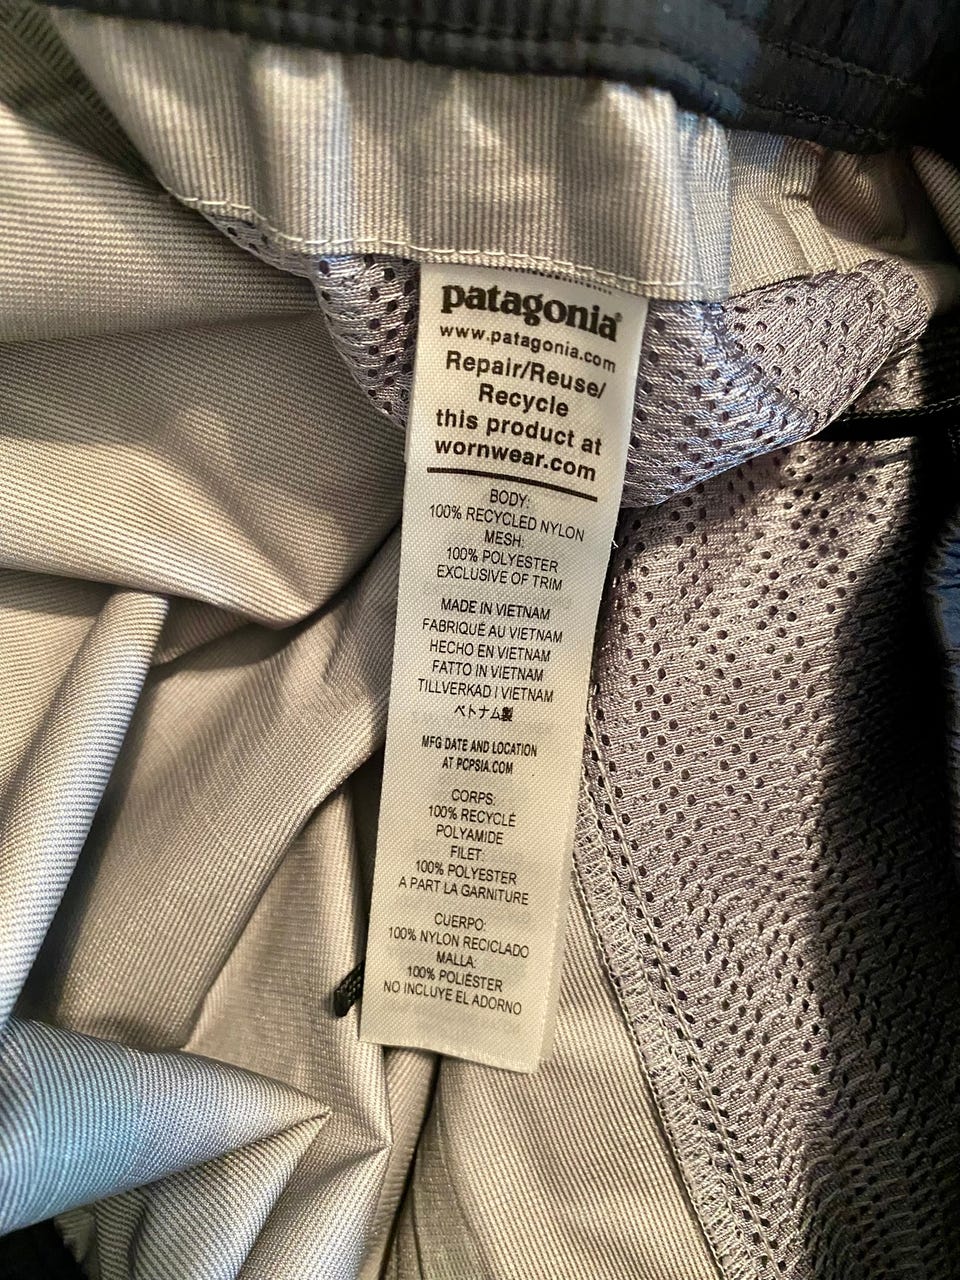 patagonia®
www.patagonia.com
Repair/Reuse/
Recycle
this product at
wornwear.com
BODY:
100% RECYCLED NYLON
MESH:
100% POLYESTER
EXCLUSIVE OF TRIM
MADE IN VIETNAM
FABRIQUÉ AU VIETNAM
HECHO EN VIETNAM
FATTO IN VIETNAM
TILLVERKAD I VIETNAM
ベトナム製
MFG DATE AND LOCATION
AT PCPSIA.COM
CORPS:
100% RECYCLÉ
POLYAMIDE
FILET:
100% POLYESTER
A PART LA GARNITURE
CUERPO:
100% NYLON RECICLADO
MALLA:
100% POLIÉSTER
NO INCLUYE EL ADORNO